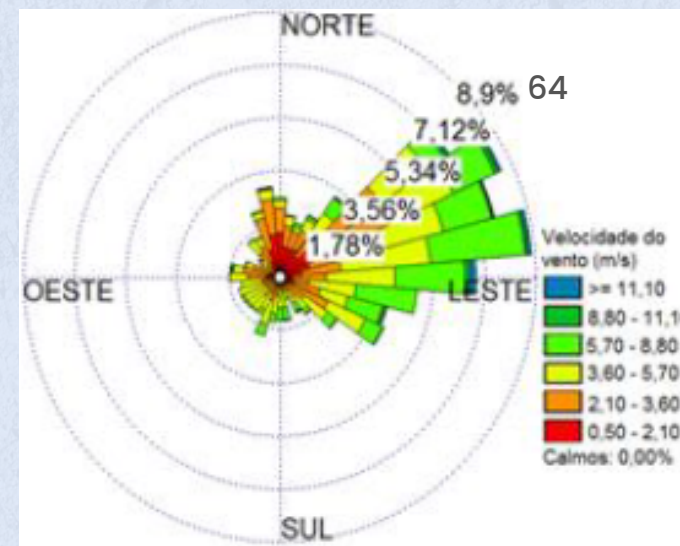 NORTE
8,9% 64
7,12%
5,34%
3,56%
1,78%
OESTE
LESTE
SUL
Velocidade do
vento (m/s)
>= 11,10
8,80 - 11,1
5,70 - 8,80
3,60 - 5,70
2,10 - 3,60
0,50 - 2,10
Calmos: 0,00%